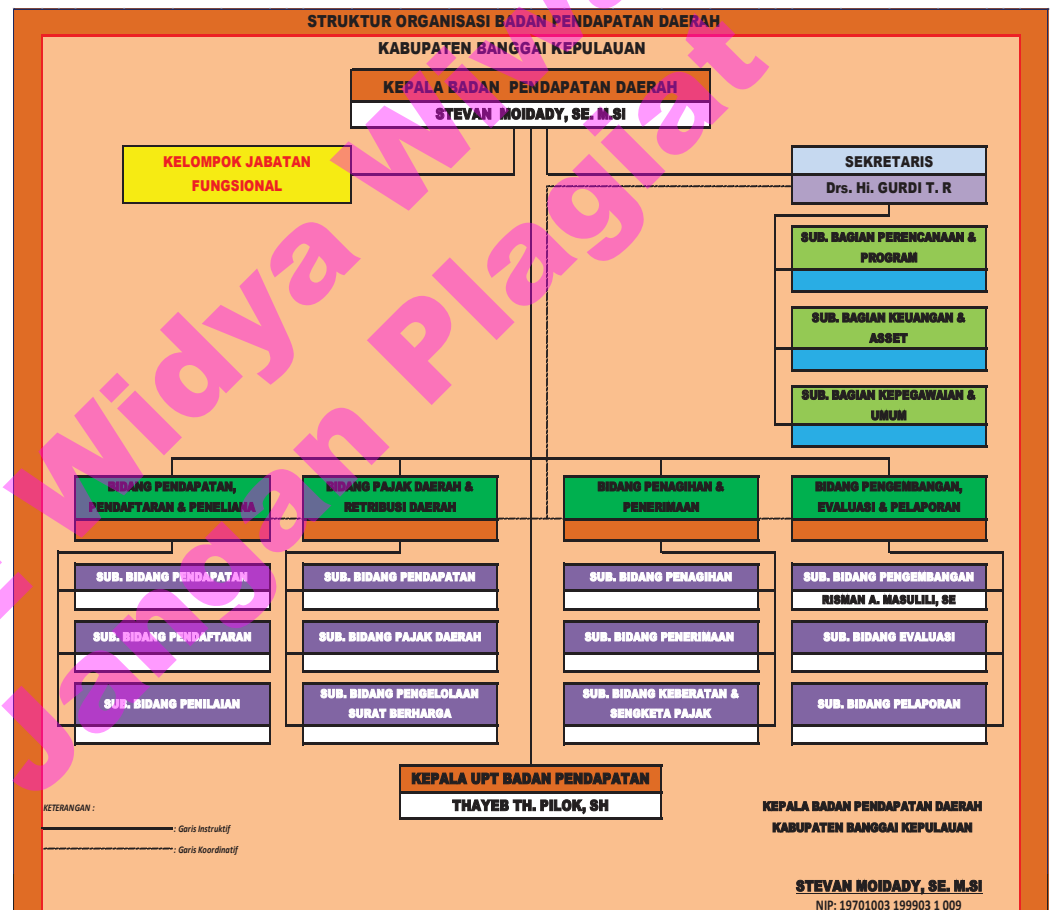 STRUKTUR ORGANISASI BADAN PENDAPATAN DAERAH
KABUPATEN BANGGAI KEPULAUAN
KEPALA BADAN PENDAPATAN DAERAH
STEVAN MOIDADY, SE. M.SI
KELOMPOK JABATAN
FUNGSIONAL
SEKRETARIS
Drs. Hi. GURDI T. R
SUB. BAGIAN PERENCANAAN &
PROGRAM
SUB. BAGIAN KEUANGAN &
ASSET
SUB. BAGIAN KEPEGAWAIAN &
UMUM
BIDANG PENDAPATAN,
PENDAFTARAN & PENELIANA
BIDANG PAJAK DAERAH &
RETRIBUSI DAERAH
BIDANG PENAGIHAN &
PENERIMAAN
BIDANG PENGEMBANGAN,
EVALUASI & PELAPORAN
SUB. BIDANG PENDAPATAN
SUB. BIDANG PENDAFTARAN
SUB. BIDANG PENILAIAN
SUB. BIDANG PENDAPATAN
SUB. BIDANG PAJAK DAERAH
SUB. BIDANG PENGELOLAAN
SURAT BERHARGA
SUB. BIDANG PENAGIHAN
SUB. BIDANG PENERIMAAN
SUB. BIDANG KEBERATAN &
SENGKETA PAJAK
SUB. BIDANG PENGEMBANGAN
RISMAN A. MASULILI, SE
SUB. BIDANG EVALUASI
SUB. BIDANG PELAPORAN
KEPALA UPT BADAN PENDAPATAN
THAYEB TH. PILOK, SH
KETERANGAN :
: Garis Instruktif
: Garis Koordinatif
KEPALA BADAN PENDAPATAN DAERAH
KABUPATEN BANGGAI KEPULAUAN
STEVAN MOIDADY, SE. M.SI
NIP: 19701003 199903 1 009
Widya
Jangan Plagiat